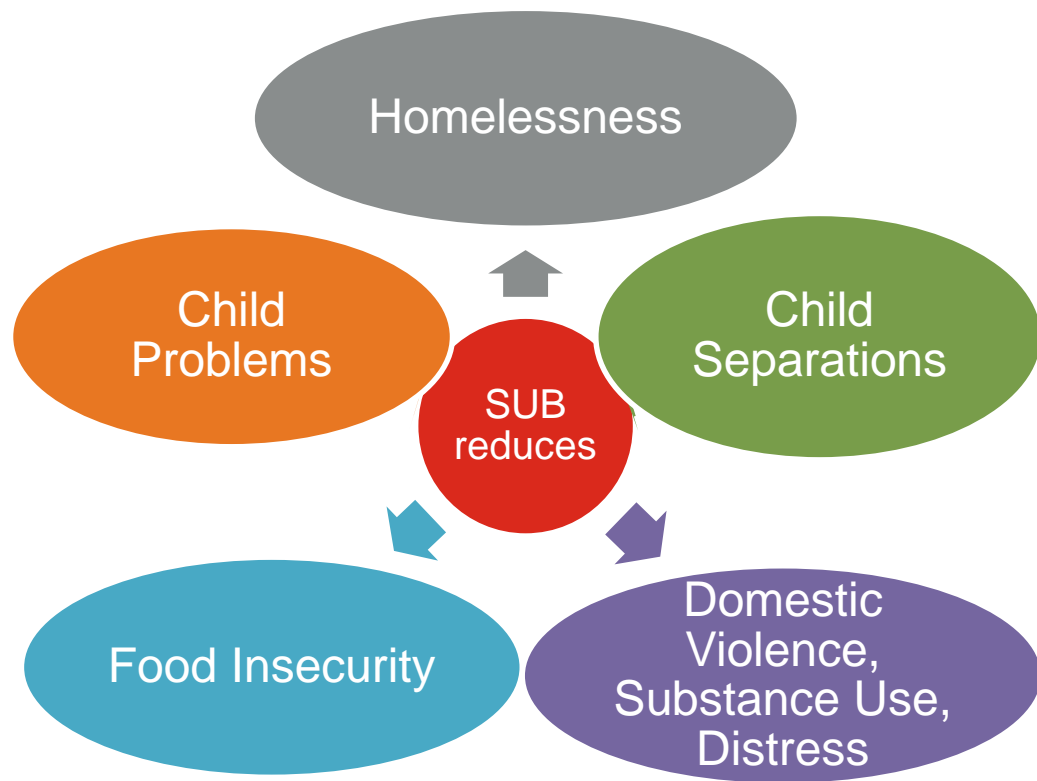 Homelessness
Child
Problems
Child
Separations
SUB
reduces
Food Insecurity
Domestic
Violence,
Substance Use,
Distress